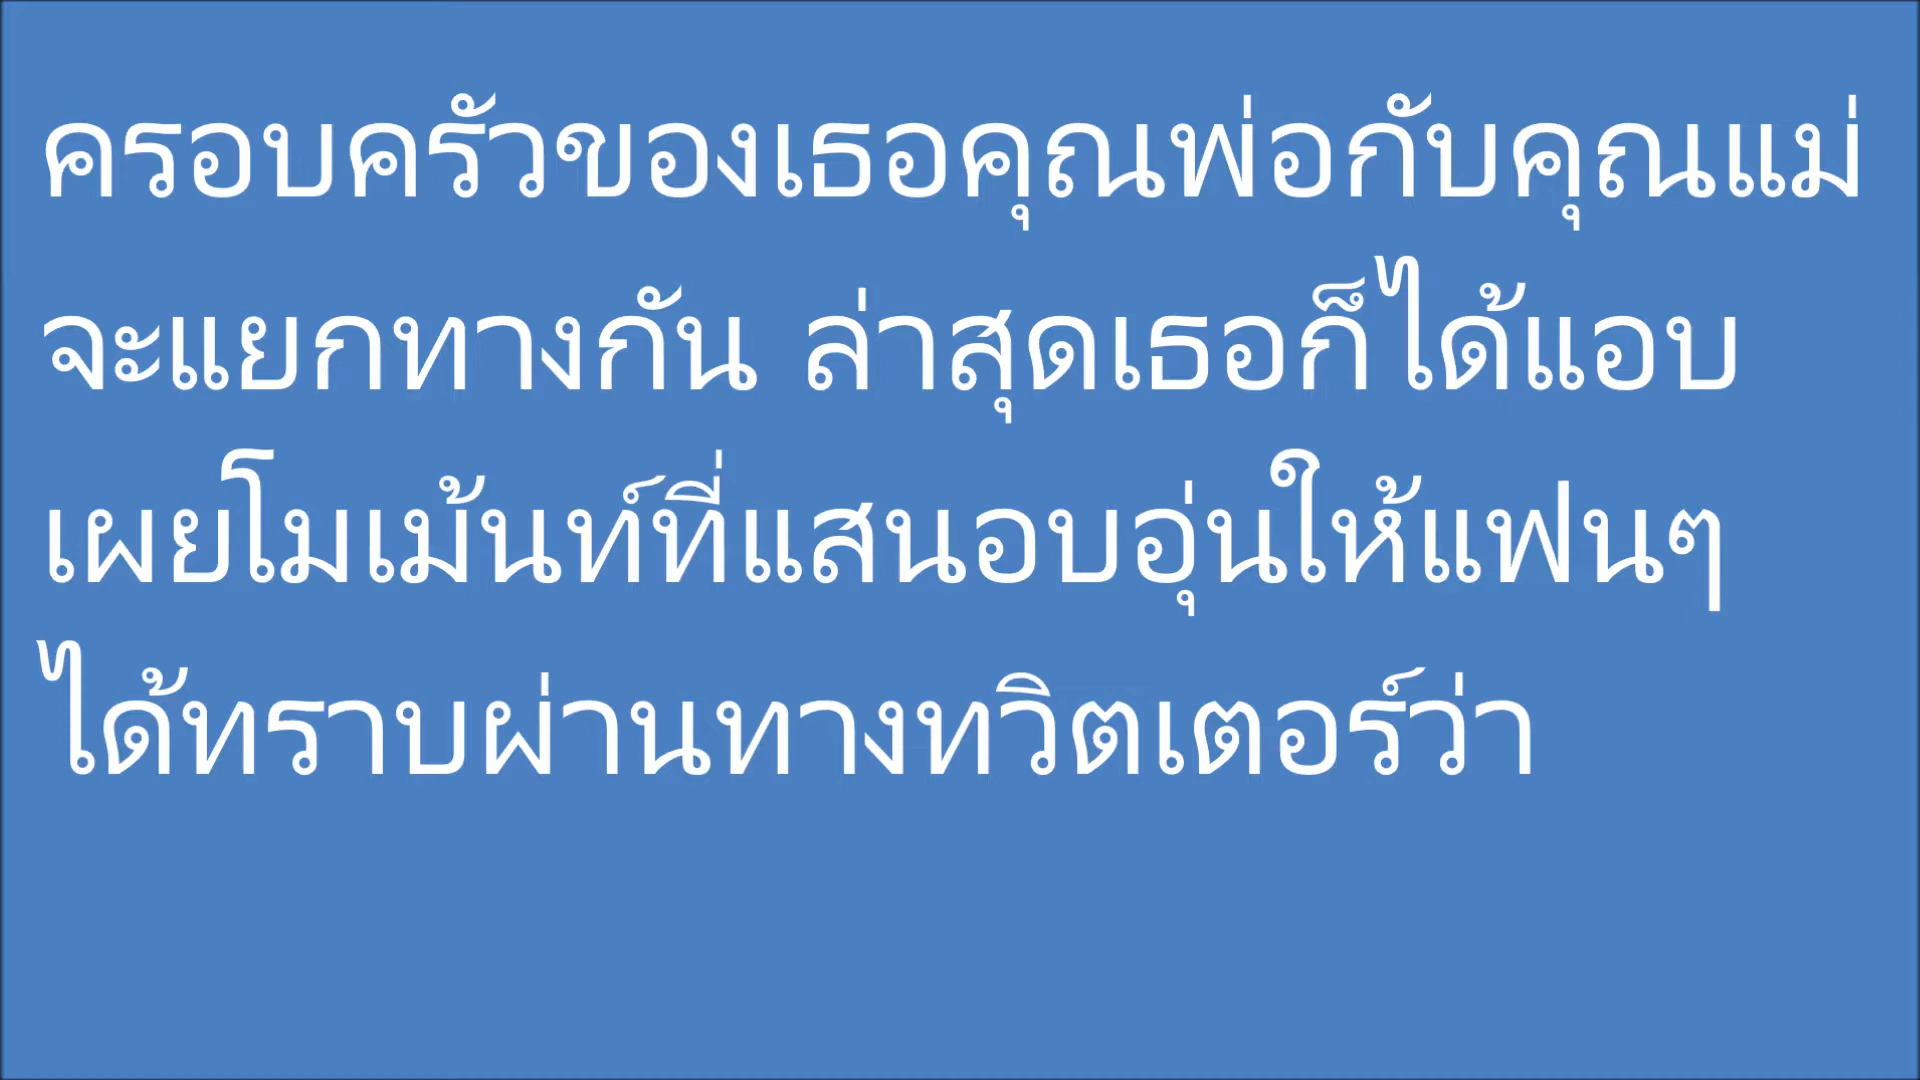 ครอบครัวของเธอคุณพ่อกับคุณแม่
จะแยกทางกัน ล่าสุดเธอก็ได้แอบ
เผยโมเม้นท์ที่แสนอบอุ่นให้แฟนๆ
ได้ทราบผ่านทางทวิตเตอร์ว่า